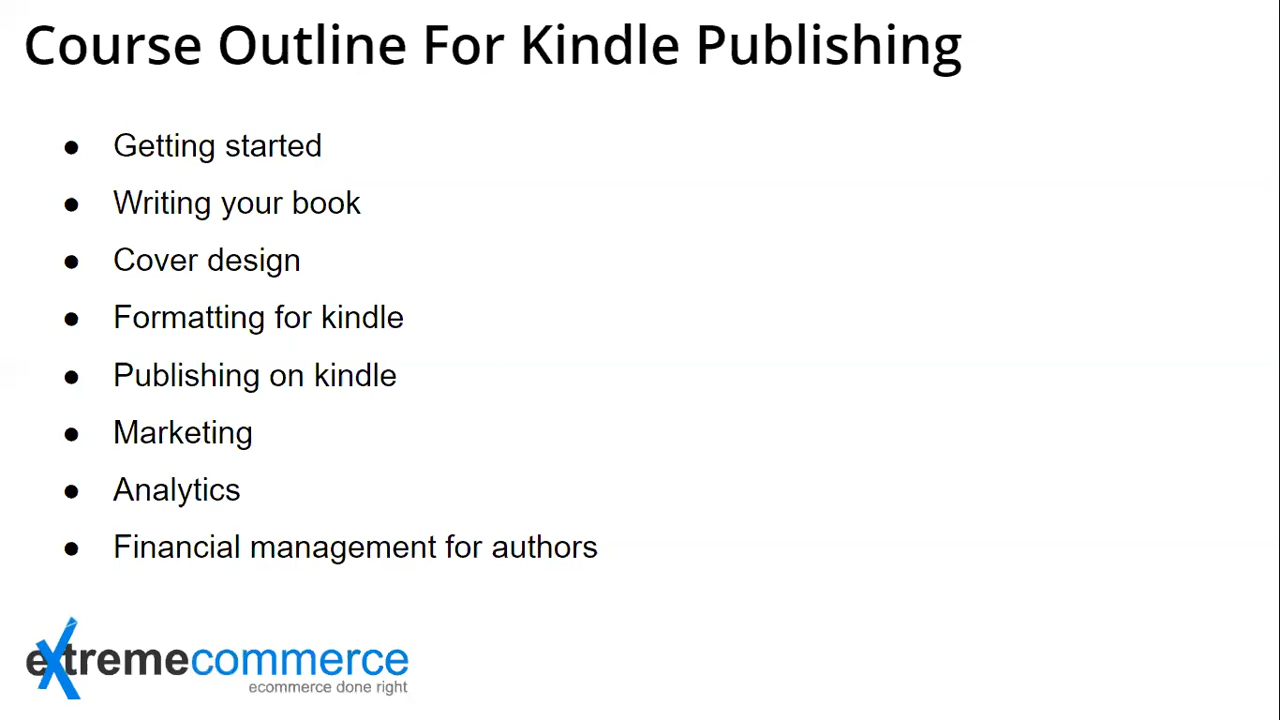 Course Outline For Kindle Publishing
● Getting started
● Writing your book
● Cover design
● Formatting for kindle
● Publishing on kindle
● Marketing
● Analytics
● Financial management for authors
extremecommerce
ecommerce done right